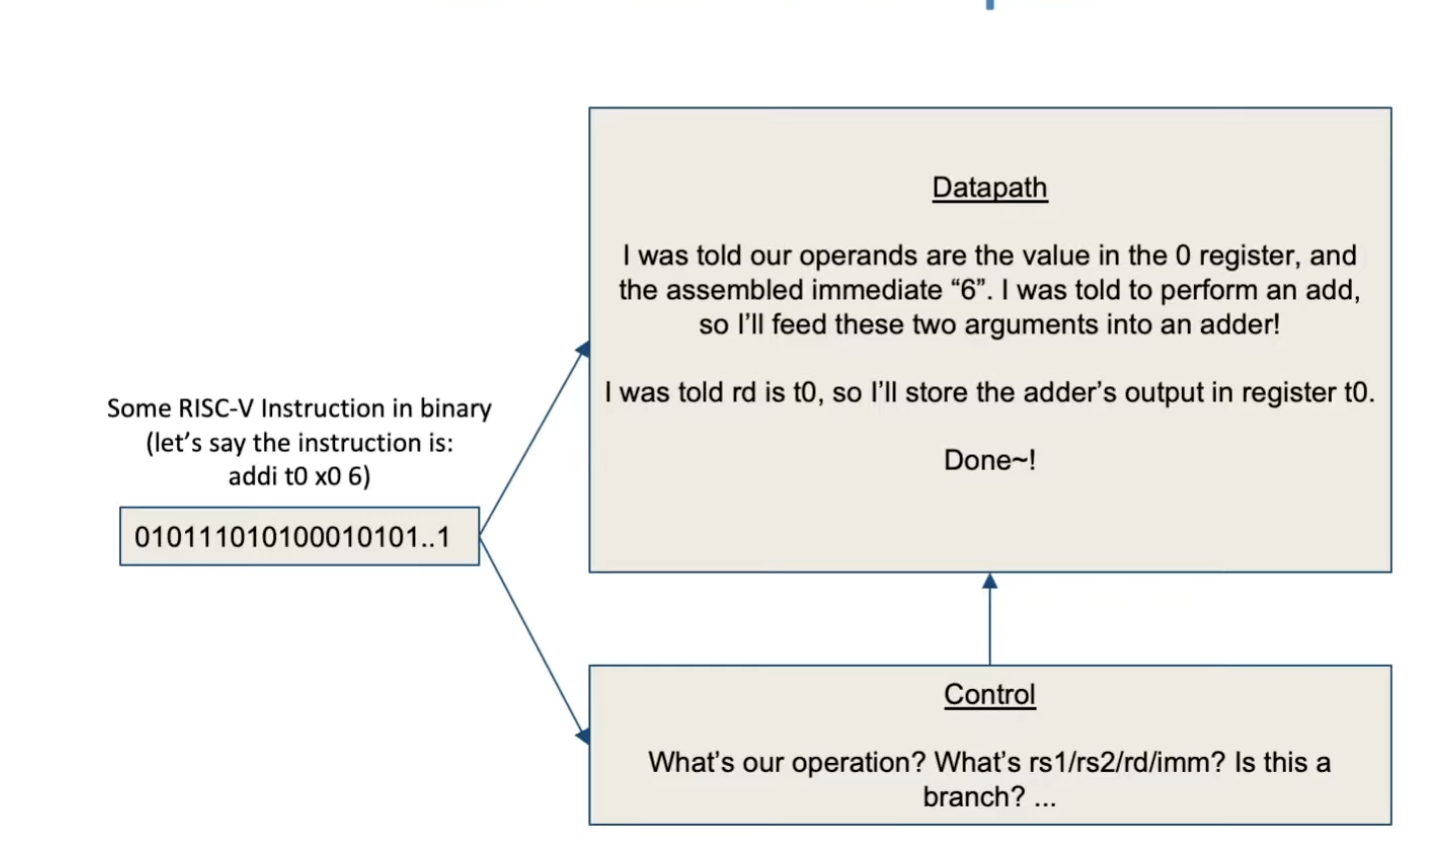 Some RISC-V Instruction in binary
(let's say the instruction is:
addi t0 x0 6)
010111010100010101..1
Datapath
I was told our operands are the value in the 0 register, and
the assembled immediate “6”. I was told to perform an add,
so I'll feed these two arguments into an adder!
I was told rd is t0, so I'll store the adder's output in register t0.
Done~!
Control
What's our operation? What's rs1/rs2/rd/imm? Is this a
branch? ...